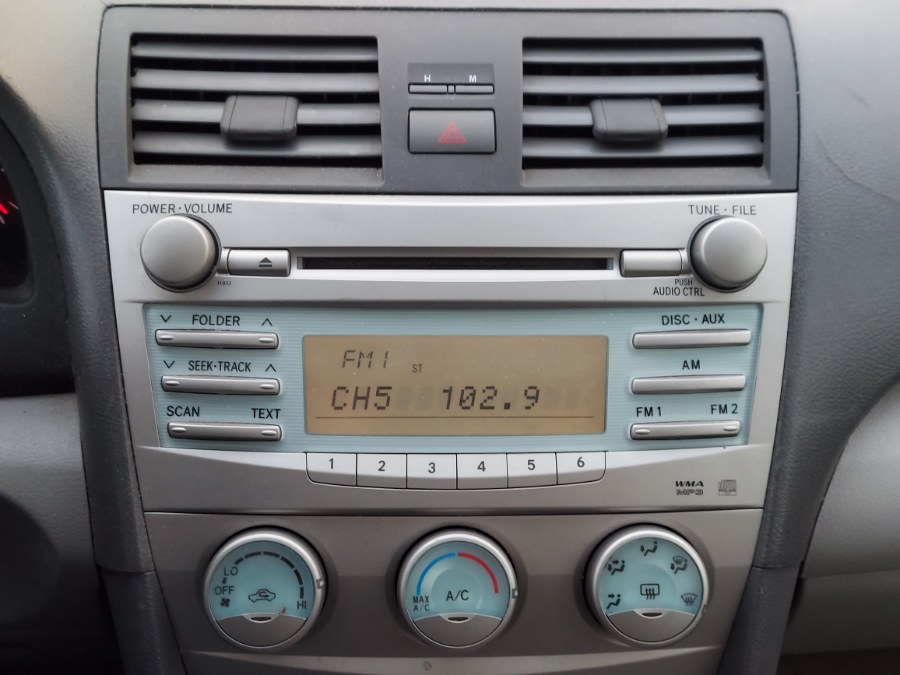 H M
POWER·VOLUME
TUNE·FILE
PUSH
AUDIO CTRL
∨ FOLDER ∧
DISC·AUX
∨ SEEK·TRACK ∧
AM
SCAN TEXT
FM1 FM2
FM1 ST
CH5 102.9
1 2 3 4 5 6
WMA
MP3
LO
OFF
HI
MAX
A/C
A/C